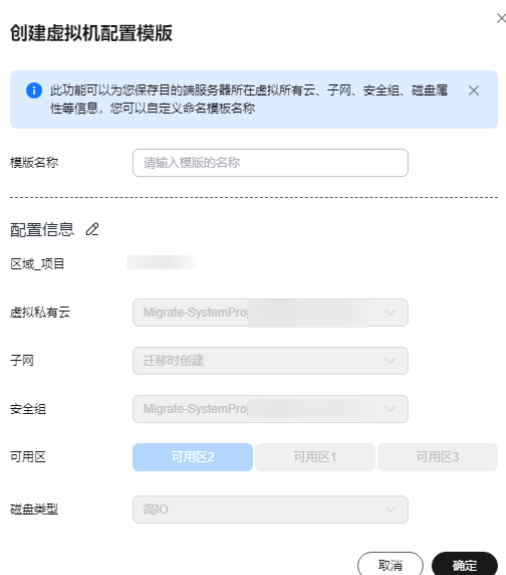 创建虚拟机配置模版
此功能可以为您保存目的端服务器所在虚拟所有云、子网、安全组、磁盘属
性等信息，您可以自定义命名模板名称
模版名称
请输入模版的名称
配置信息
区域_项目
虚拟私有云
Migrate-SystemProj
子网
迁移时创建
安全组
Migrate-SystemProj
可用区
可用区2
可用区1
可用区3
磁盘类型
高IO
取消
确定